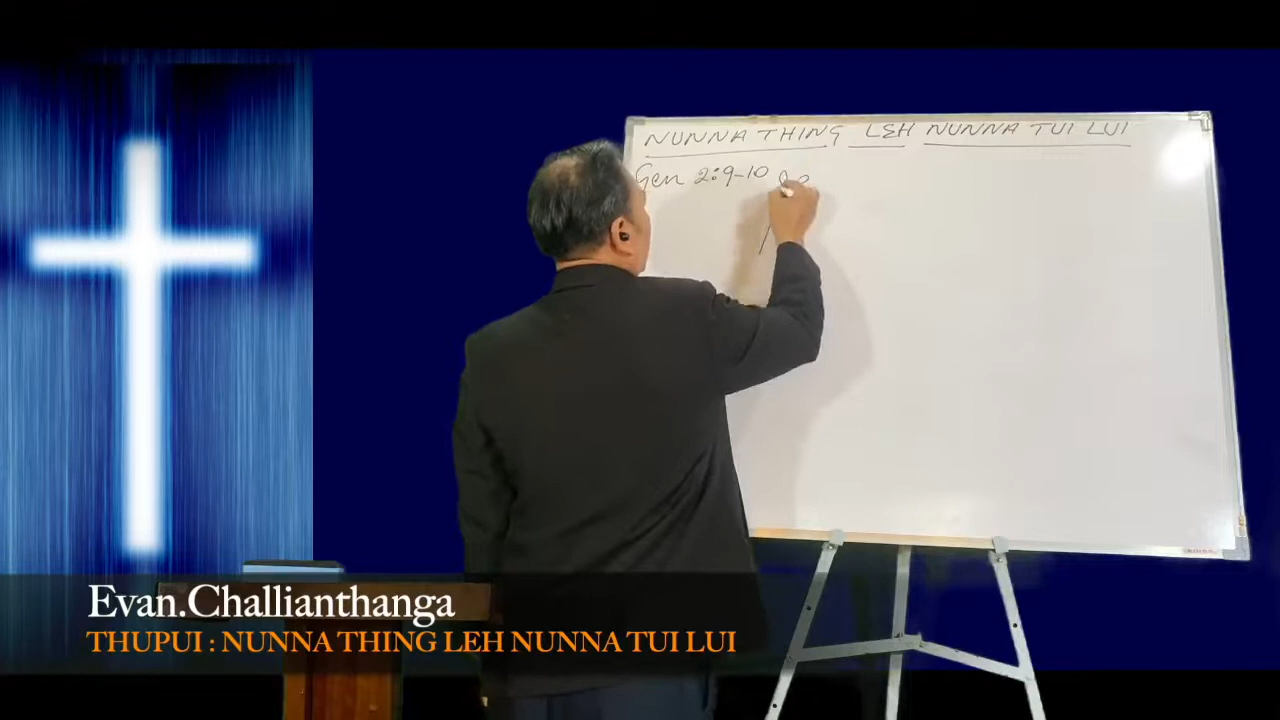 NUNNA THING LEH NUNNA TUI LUI
Gen 2:9-10
Evan.Challianthanga
THUPUI : NUNNA THING LEH NUNNA TUI LUI